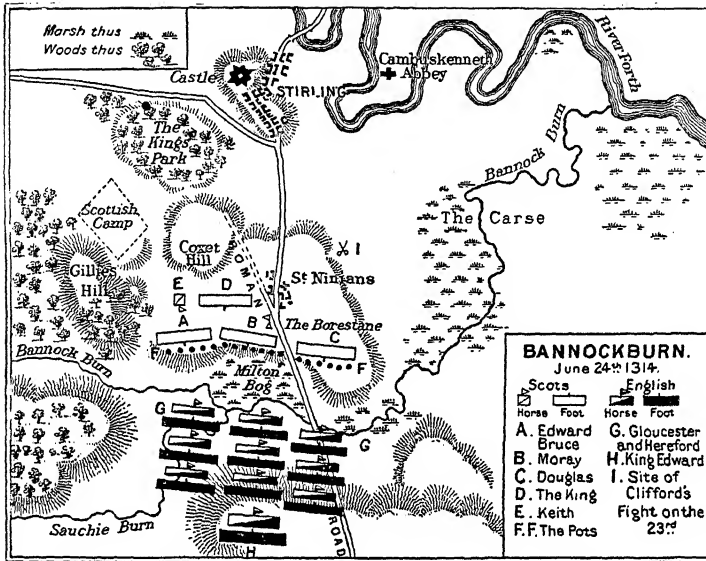 Marsh thus
Woods thus
Castle
STIRLING
Cambuskenneth
Abbey
River Forth
The
Kings
Park
Bannock Burn
Scottish
Camp
The Carse
Coxet
Hill
ROMAN
St Ninians
I
Gillies
Hill
E
D
A
B
The Borestane
C
F
F
Bannock Burn
Milton
Bog
G
G
Sauchie Burn
H
ROAD
BANNOCKBURN.
June 24th 1314.
Scots English
Horse Foot Horse Foot
A. Edward Bruce
B. Moray
C. Douglas
D. The King
E. Keith
F.F. The Pots
G. Gloucester
and Hereford
H. King Edward
I. Site of
Clifford's
Fight on the
23rd